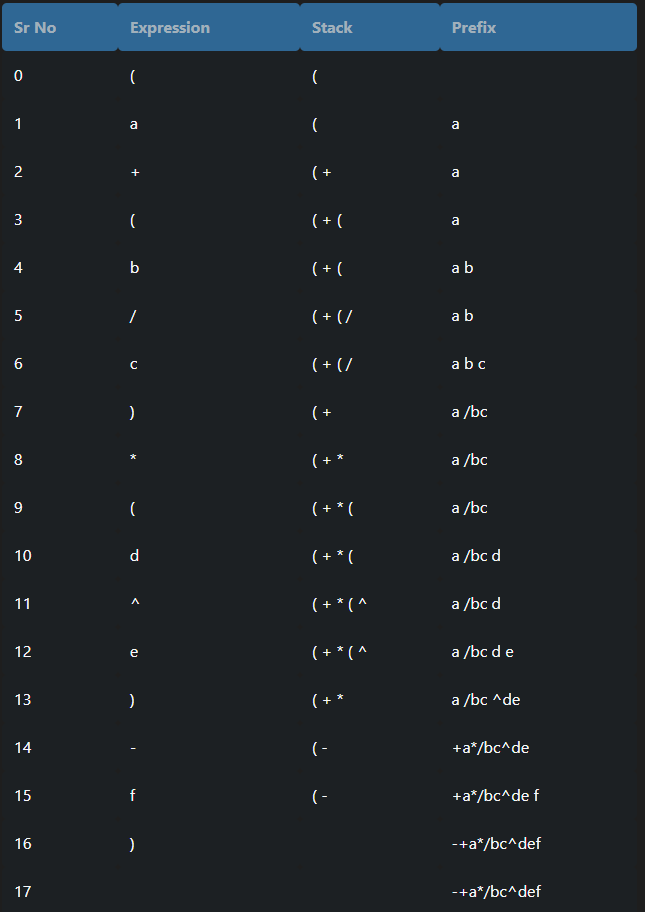 Sr No Expression Stack Prefix
0 ( (
1 a ( a
2 + ( + a
3 ( ( + ( a
4 b ( + ( a b
5 / ( + ( / a b
6 c ( + ( / a b c
7 ) ( + a /bc
8 * ( + * a /bc
9 ( ( + * ( a /bc
10 d ( + * ( a /bc d
11 ^ ( + * ( ^ a /bc d
12 e ( + * ( ^ a /bc d e
13 ) ( + * a /bc ^de
14 - ( - +a*/bc^de
15 f ( - +a*/bc^de f
16 ) -+a*/bc^def
17 -+a*/bc^def